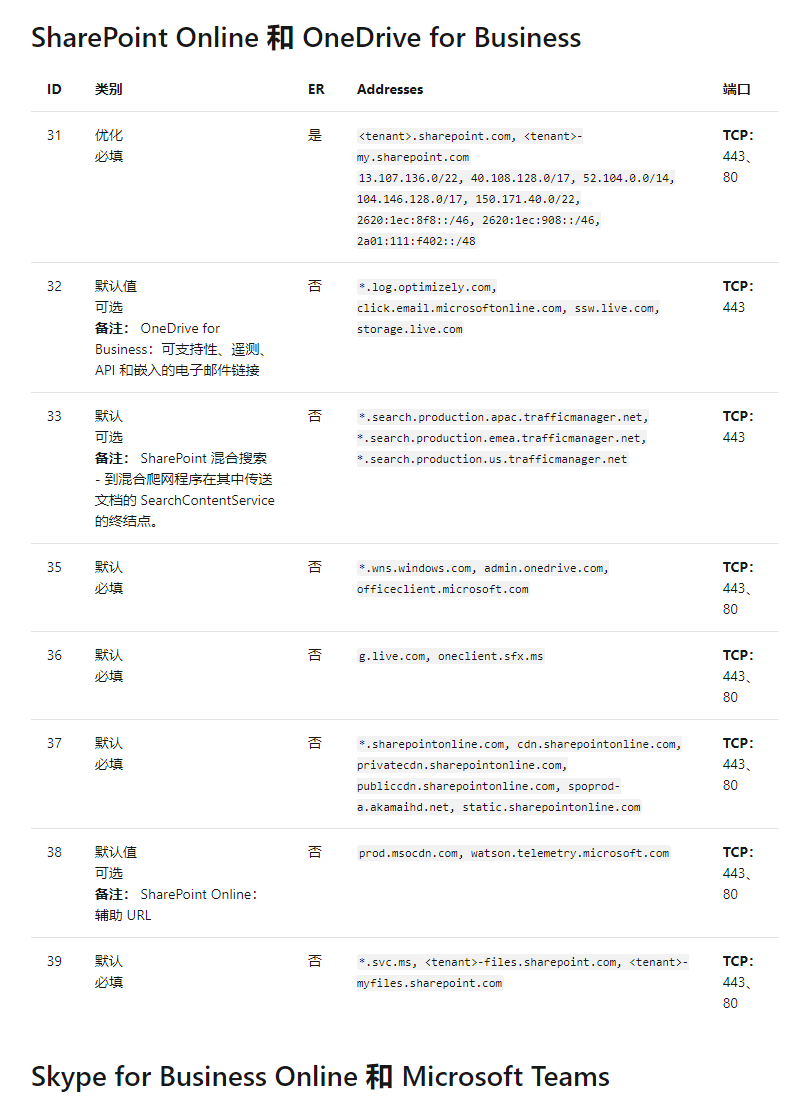 SharePoint Online 和 OneDrive for Business
ID 类别 ER Addresses 端口
31 优化 是 <tenant>.sharepoint.com, <tenant>- TCP：
必填 my.sharepoint.com 443、
13.107.136.0/22, 40.108.128.0/17, 52.104.0.0/14, 80
104.146.128.0/17, 150.171.40.0/22,
2620:1ec:8f8::/46, 2620:1ec:908::/46,
2a01:111:f402::/48
32 默认值 否 *.log.optimizely.com, TCP：
可选 click.email.microsoftonline.com, ssw.live.com, 443
备注： OneDrive for storage.live.com
Business：可支持性、遥测、
API 和嵌入的电子邮件链接
33 默认 否 *.search.production.apac.trafficmanager.net, TCP：
可选 *.search.production.emea.trafficmanager.net, 443
备注： SharePoint 混合搜索 *.search.production.us.trafficmanager.net
- 到混合爬网程序在其中传送
文档的 SearchContentService
的终结点。
35 默认 否 *.wns.windows.com, admin.onedrive.com, TCP：
必填 officeclient.microsoft.com 443、
80
36 默认 否 g.live.com, oneclient.sfx.ms TCP：
必填 443、
80
37 默认 否 *.sharepointonline.com, cdn.sharepointonline.com, TCP：
必填 privatecdn.sharepointonline.com, 443、
publiccdn.sharepointonline.com, spoprod- 80
a.akamaihd.net, static.sharepointonline.com
38 默认值 否 prod.msocdn.com, watson.telemetry.microsoft.com TCP：
可选 443、
备注： SharePoint Online： 80
辅助 URL
39 默认 否 *.svc.ms, <tenant>-files.sharepoint.com, <tenant>- TCP：
必填 myfiles.sharepoint.com 443、
80
Skype for Business Online 和 Microsoft Teams